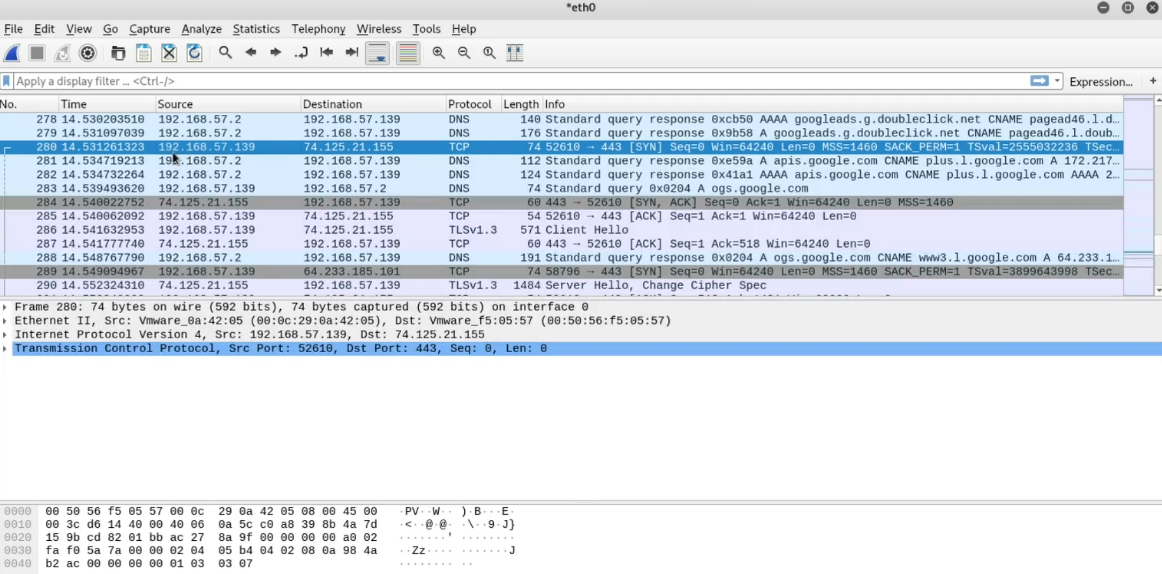 *eth0
File Edit View Go Capture Analyze Statistics Telephony Wireless Tools Help
Apply a display filter … <Ctrl-/> Expression… +
No. Time Source Destination Protocol Length Info
278 14.530203510 192.168.57.2 192.168.57.139 DNS 140 Standard query response 0xcb50 AAAA googleads.g.doubleclick.net CNAME pagead46.l.d…
279 14.531097039 192.168.57.2 192.168.57.139 DNS 176 Standard query response 0x9b58 A googleads.g.doubleclick.net CNAME pagead46.l.doub…
280 14.531261323 192.168.57.139 74.125.21.155 TCP 74 52610 → 443 [SYN] Seq=0 Win=64240 Len=0 MSS=1460 SACK_PERM=1 TSval=2555032236 TSec…
281 14.534719213 192.168.57.2 192.168.57.139 DNS 112 Standard query response 0xe59a A apis.google.com CNAME plus.l.google.com A 172.217…
282 14.534732264 192.168.57.2 192.168.57.139 DNS 124 Standard query response 0x41a1 AAAA apis.google.com CNAME plus.l.google.com AAAA 2…
283 14.539493620 192.168.57.139 192.168.57.2 DNS 74 Standard query 0x0204 A ogs.google.com
284 14.540022752 74.125.21.155 192.168.57.139 TCP 60 443 → 52610 [SYN, ACK] Seq=0 Ack=1 Win=64240 Len=0 MSS=1460
285 14.540062092 192.168.57.139 74.125.21.155 TCP 54 52610 → 443 [ACK] Seq=1 Ack=1 Win=64240 Len=0
286 14.541632953 192.168.57.139 74.125.21.155 TLSv1.3 571 Client Hello
287 14.541777740 74.125.21.155 192.168.57.139 TCP 60 443 → 52610 [ACK] Seq=1 Ack=518 Win=64240 Len=0
288 14.548767790 192.168.57.2 192.168.57.139 DNS 191 Standard query response 0x0204 A ogs.google.com CNAME www3.l.google.com A 64.233.1…
289 14.549094967 192.168.57.139 64.233.185.101 TCP 74 58796 → 443 [SYN] Seq=0 Win=64240 Len=0 MSS=1460 SACK_PERM=1 TSval=3899643998 TSec…
290 14.552324310 74.125.21.155 192.168.57.139 TLSv1.3 1484 Server Hello, Change Cipher Spec
Frame 280: 74 bytes on wire (592 bits), 74 bytes captured (592 bits) on interface 0
Ethernet II, Src: Vmware_0a:42:05 (00:0c:29:0a:42:05), Dst: Vmware_f5:05:57 (00:50:56:f5:05:57)
Internet Protocol Version 4, Src: 192.168.57.139, Dst: 74.125.21.155
Transmission Control Protocol, Src Port: 52610, Dst Port: 443, Seq: 0, Len: 0
0000 00 50 56 f5 05 57 00 0c 29 0a 42 05 08 00 45 00 ·PV··W·· )·B···E·
0010 00 3c d6 14 40 00 40 06 0a 5c c0 a8 39 8b 4a 7d ·<··@·@· ·\··9·J}
0020 15 9b cd 82 01 bb ac 27 8a 9f 00 00 00 00 a0 02 ·······' ········
0030 fa f0 5a 7a 00 00 02 04 05 b4 04 02 08 0a 98 4a ··Zz···· ·······J
0040 b2 ac 00 00 00 00 01 03 03 07 ········ ··